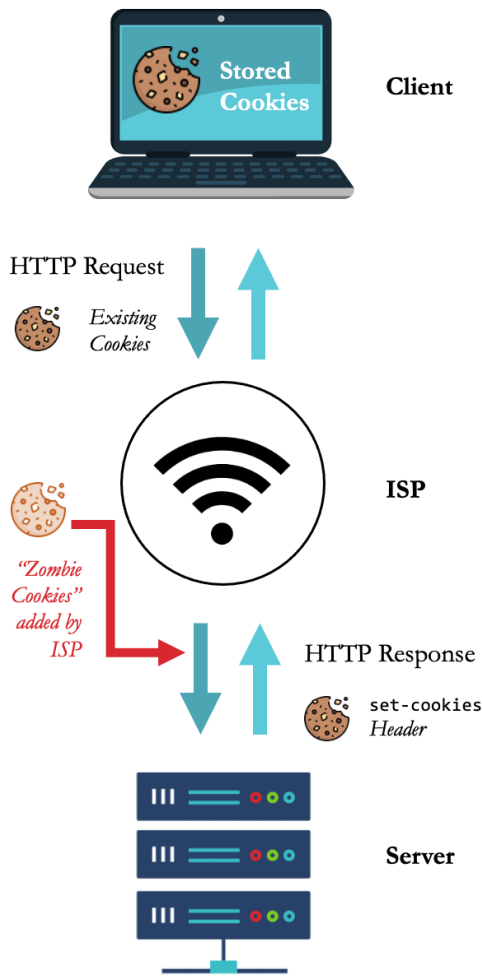 Stored
Cookies
Client
HTTP Request
Existing
Cookies
ISP
“Zombie
Cookies”
added by
ISP
HTTP Response
set-cookies
Header
Server